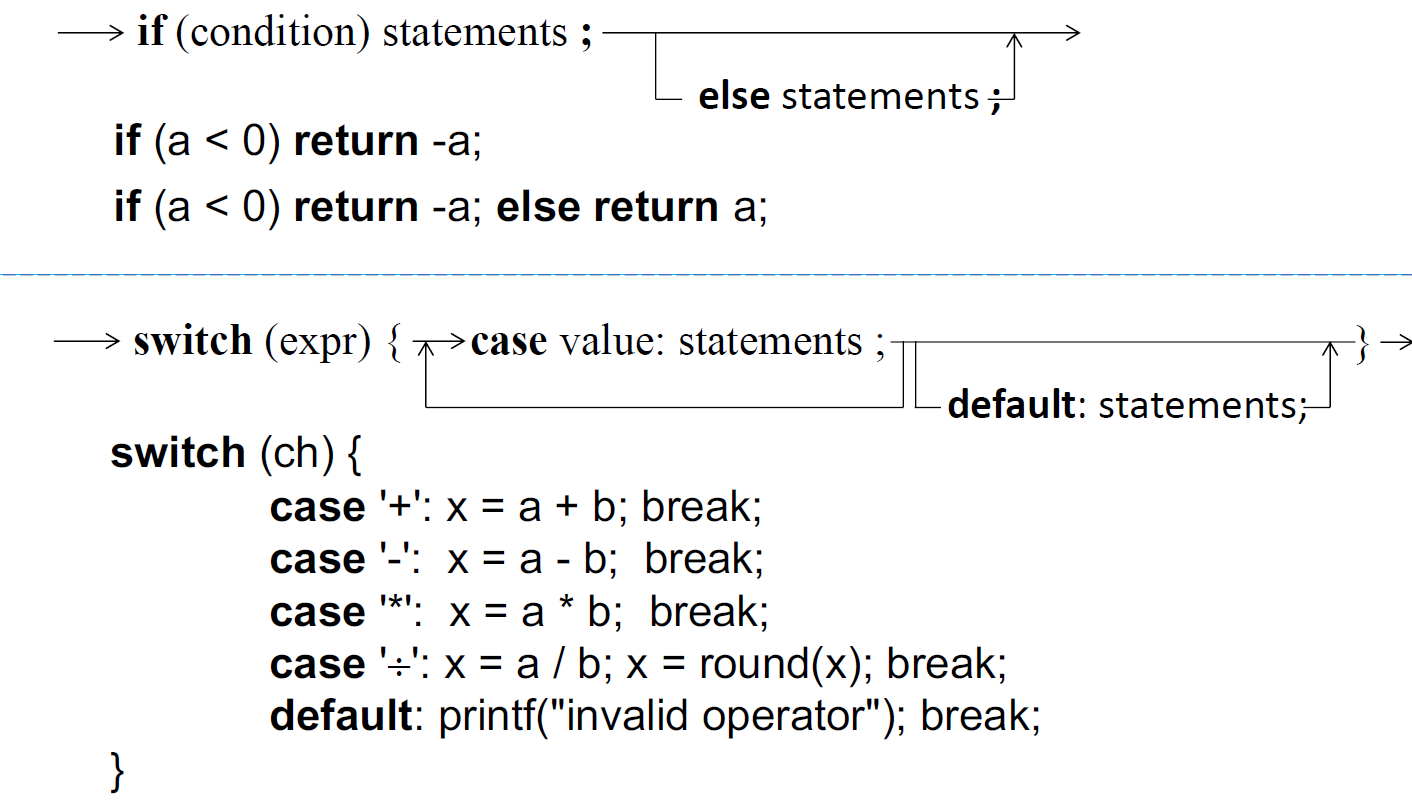 if (condition) statements ;
else statements ;
if (a < 0) return -a;
if (a < 0) return -a; else return a;
switch (expr) { case value: statements ; }
default: statements;
switch (ch) {
case '+': x = a + b; break;
case '-': x = a - b; break;
case '*': x = a * b; break;
case '÷': x = a / b; x = round(x); break;
default: printf("invalid operator"); break;
}